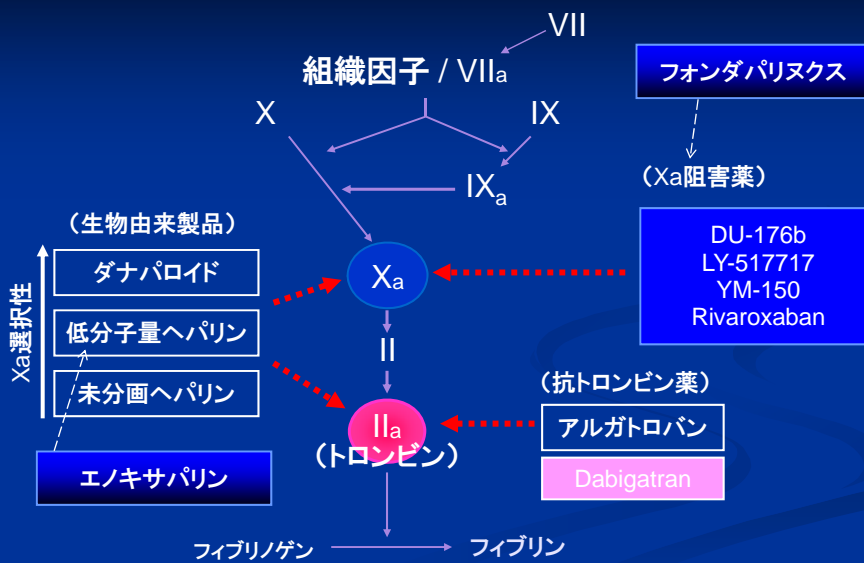 VII
組織因子 / VIIa
フォンダパリヌクス
X
IX
IXa
(Xa阻害薬)
(生物由来製品)
Xa選択性
ダナパロイド
低分子量ヘパリン
未分画ヘパリン
エノキサパリン
Xa
II
IIa
(トロンビン)
DU-176b
LY-517717
YM-150
Rivaroxaban
(抗トロンビン薬)
アルガトロバン
Dabigatran
フィブリノゲン
フィブリン